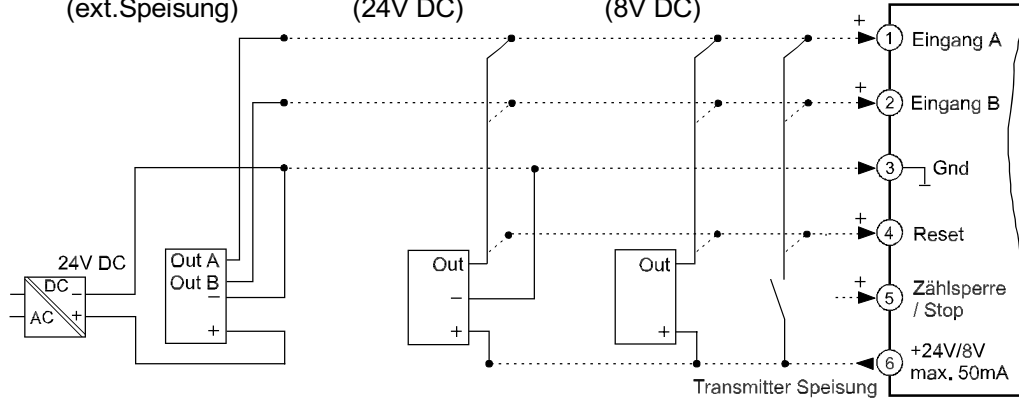 (ext.Speisung) (24V DC) (8V DC)
+ 1 Eingang A
+ 2 Eingang B
3 Gnd
+ 4 Reset
+ 5 Zählsperre
/ Stop
6 +24V/8V
max. 50mA
Transmitter Speisung
24V DC
DC −
AC +
Out A
Out B
−
+
Out
−
+
Out
+